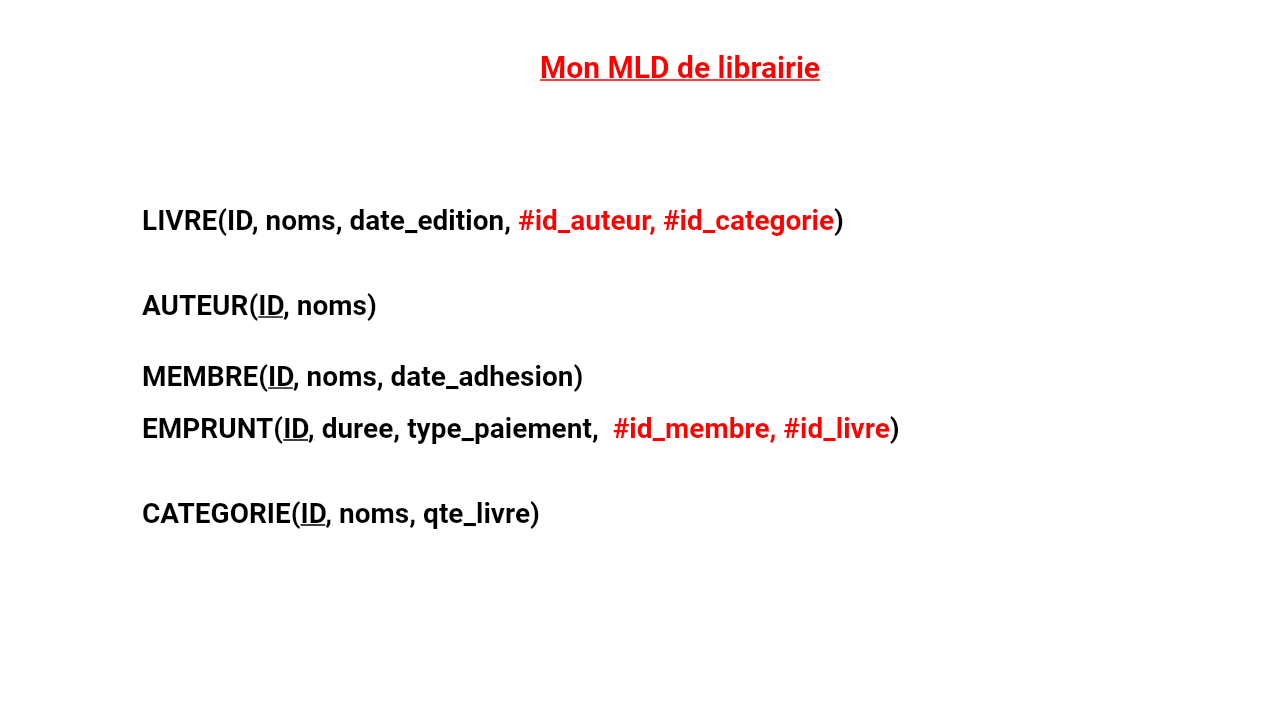 Mon MLD de librairie
LIVRE(ID, noms, date_edition, #id_auteur, #id_categorie)
AUTEUR(ID, noms)
MEMBRE(ID, noms, date_adhesion)
EMPRUNT(ID, duree, type_paiement, #id_membre, #id_livre)
CATEGORIE(ID, noms, qte_livre)